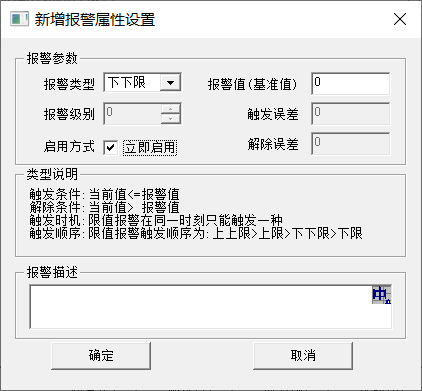 新增报警属性设置
报警参数
报警类型 下下限 报警值(基准值) 0
报警级别 0 触发误差 0
启用方式 立即启用 解除误差 0
类型说明
触发条件:当前值<=报警值
解除条件:当前值> 报警值
触发时机:限值报警在同一时刻只能触发一种
触发顺序:限值报警触发顺序为:上上限>上限>下下限>下限
报警描述
中
确定 取消